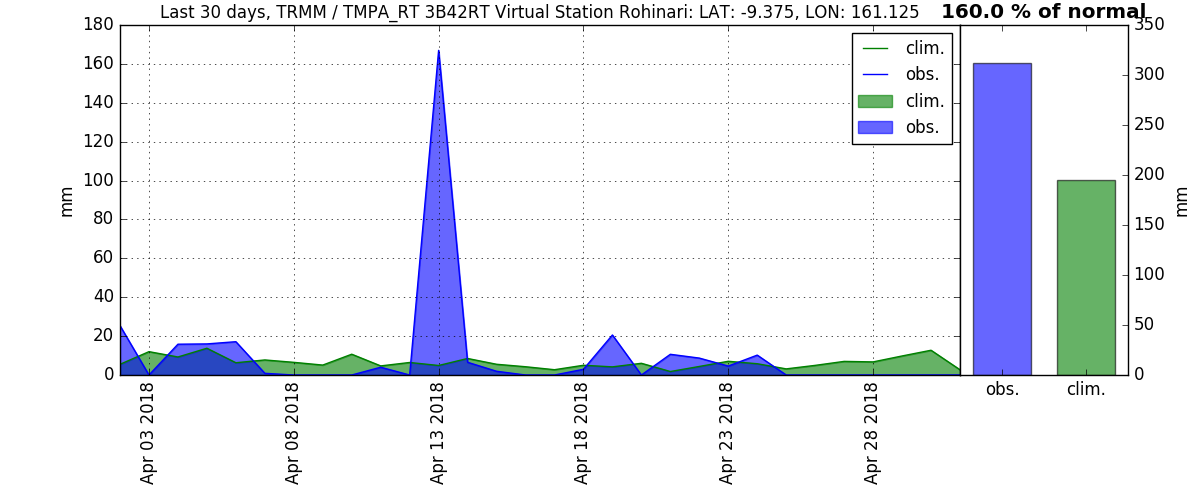 Last 30 days, TRMM / TMPA_RT 3B42RT Virtual Station Rohinari: LAT: -9.375, LON: 161.125
160.0 % of normal
mm
180
160
140
120
100
80
60
40
20
0
clim.
obs.
clim.
obs.
Apr 03 2018
Apr 08 2018
Apr 13 2018
Apr 18 2018
Apr 23 2018
Apr 28 2018
350
300
250
200
150
100
50
0
mm
obs.
clim.